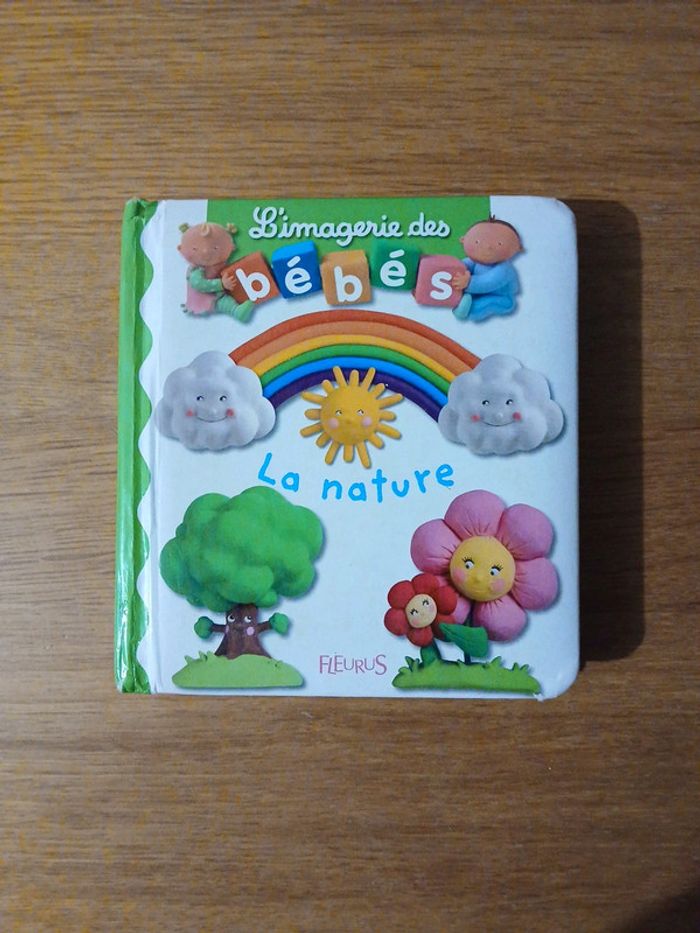 L'imagerie des
bébés
La nature
FLEURUS